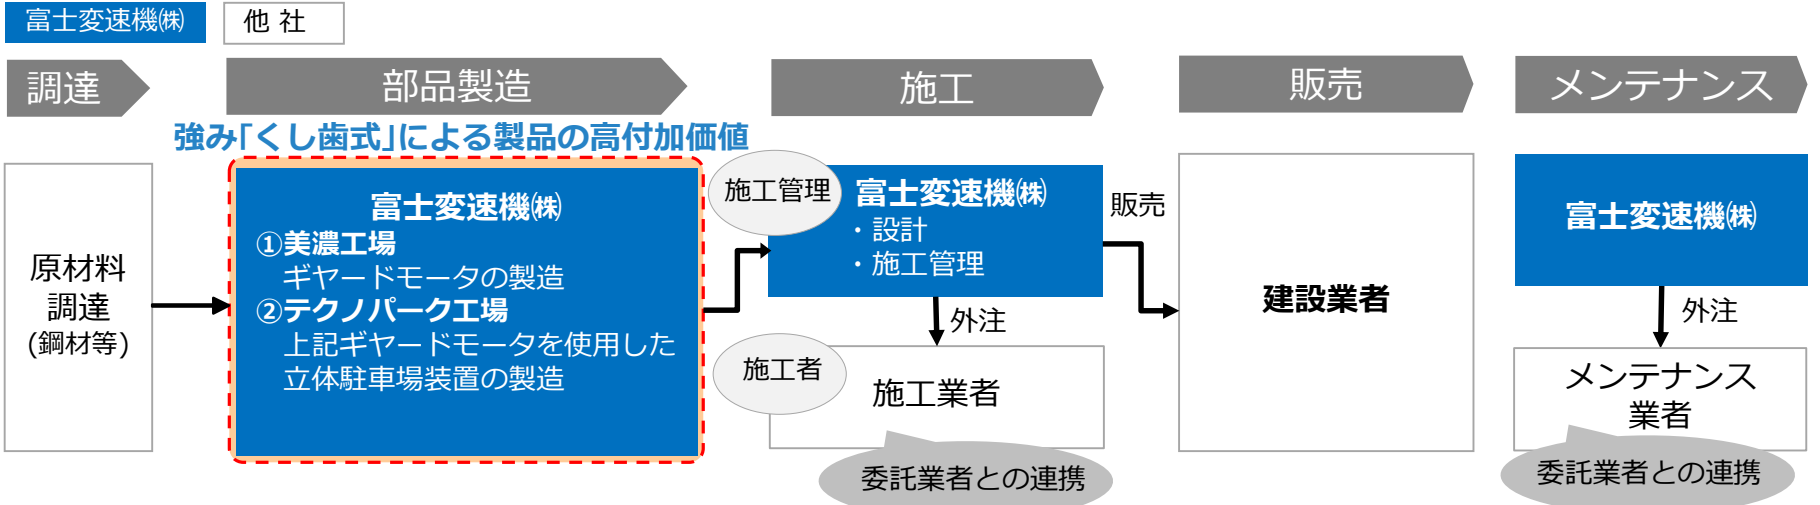 富士変速機㈱
他 社
調達
部品製造
施工
販売
メンテナンス
強み「くし歯式」による製品の高付加価値
原材料
調達
(鋼材等)
富士変速機㈱
①美濃工場
ギヤードモータの製造
②テクノパーク工場
上記ギヤードモータを使用した
立体駐車場装置の製造
施工管理
富士変速機㈱
・設計
・施工管理
外注
施工者
施工業者
委託業者との連携
販売
建設業者
富士変速機㈱
外注
メンテナンス
業者
委託業者との連携